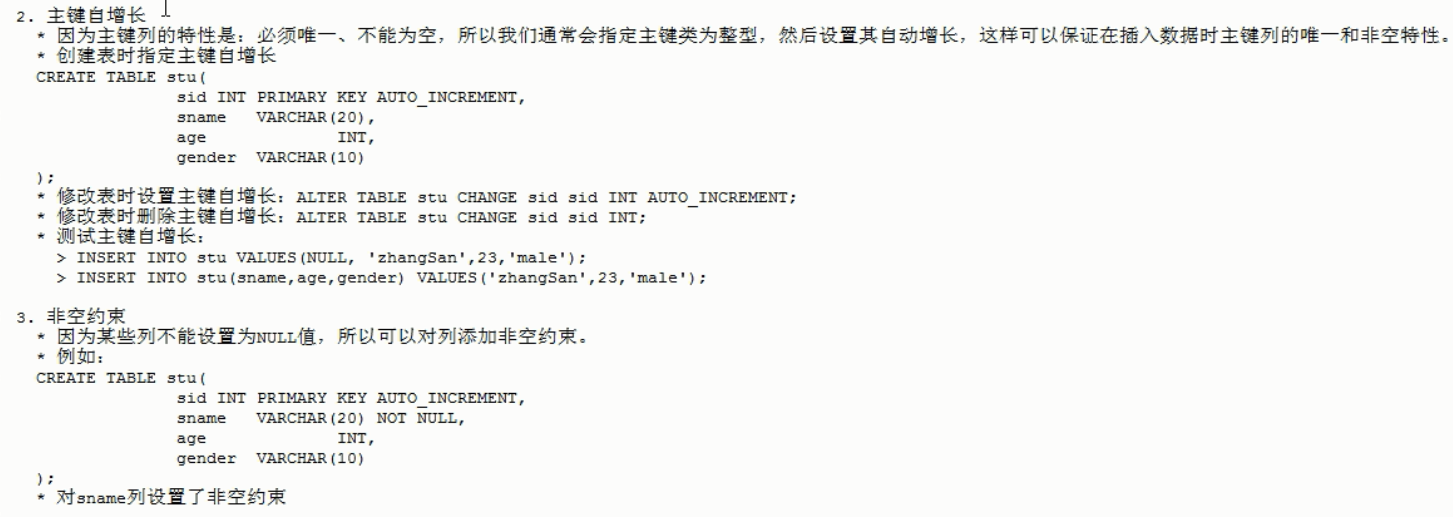 2. 主键自增长
* 因为主键列的特性是：必须唯一、不能为空，所以我们通常会指定主键类为整型，然后设置其自动增长，这样可以保证在插入数据时主键列的唯一和非空特性。
* 创建表时指定主键自增长
CREATE TABLE stu(
sid INT PRIMARY KEY AUTO_INCREMENT,
sname VARCHAR(20),
age INT,
gender VARCHAR(10)
);
* 修改表时设置主键自增长：ALTER TABLE stu CHANGE sid sid INT AUTO_INCREMENT;
* 修改表时删除主键自增长：ALTER TABLE stu CHANGE sid sid INT;
* 测试主键自增长：
> INSERT INTO stu VALUES(NULL, 'zhangSan',23,'male');
> INSERT INTO stu(sname,age,gender) VALUES('zhangSan',23,'male');
3. 非空约束
* 因为某些列不能设置为NULL值，所以可以对列添加非空约束。
* 例如：
CREATE TABLE stu(
sid INT PRIMARY KEY AUTO_INCREMENT,
sname VARCHAR(20) NOT NULL,
age INT,
gender VARCHAR(10)
);
* 对sname列设置了非空约束